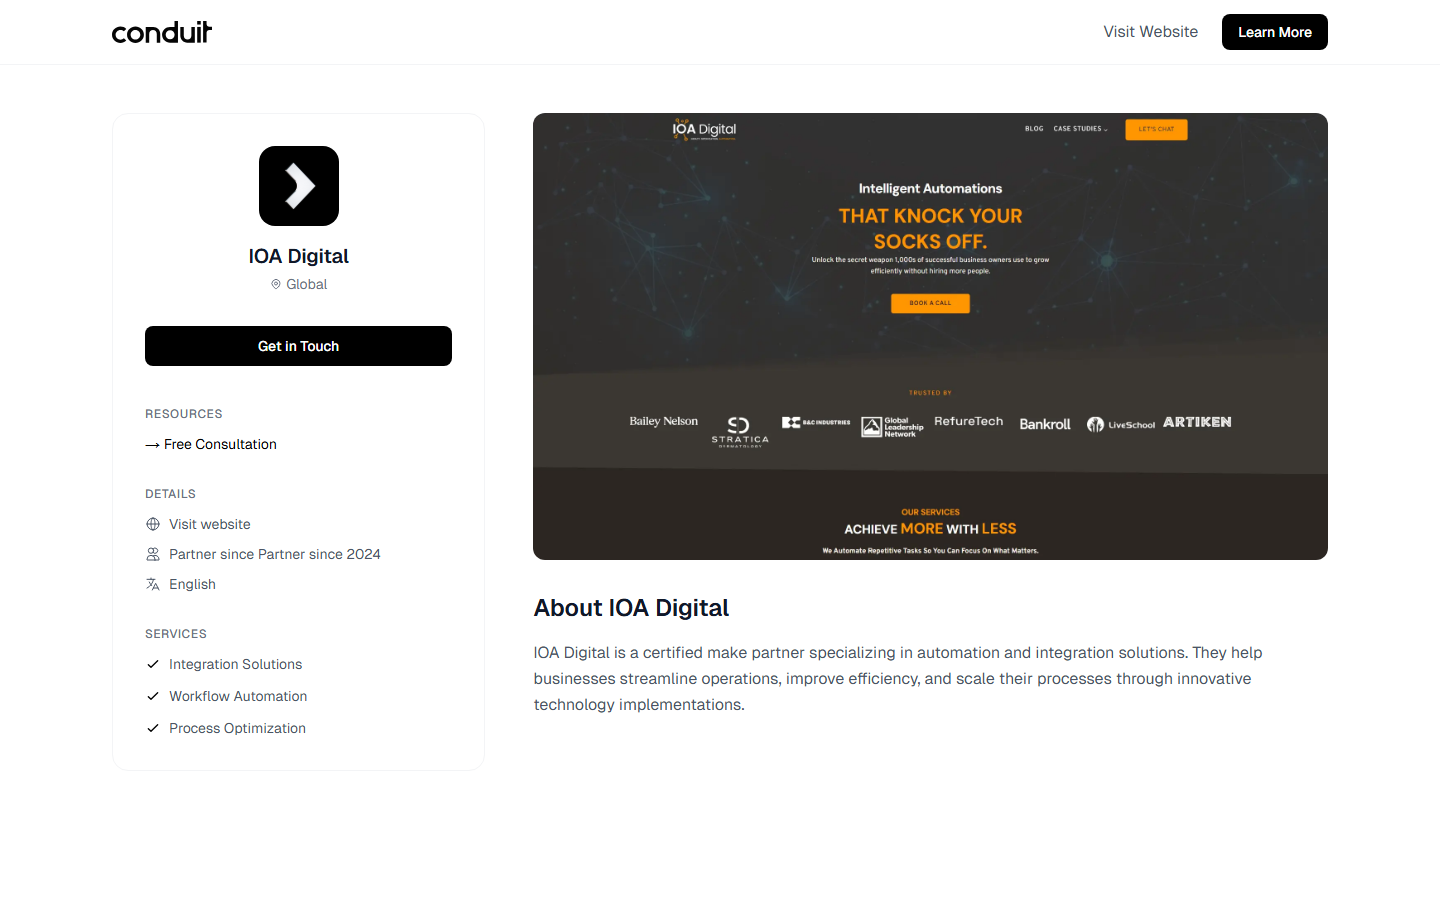 conduit
Visit Website
Learn More
IOA Digital
Global
Get in Touch
RESOURCES
→ Free Consultation
DETAILS
Visit website
Partner since Partner since 2024
English
SERVICES
Integration Solutions
Workflow Automation
Process Optimization
IOA Digital
BLOG
CASE STUDIES
LET'S CHAT
Intelligent Automations
THAT KNOCK YOUR
SOCKS OFF.
Unlock the secret weapon 1,000s of successful business owners use to grow
efficiently without hiring more people.
BOOK A CALL
TRUSTED BY
Bailey Nelson
STRATICA
DERMATOLOGY
B&C INDUSTRIES
Global
Leadership
Network
RefureTech
Bankroll
LiveSchool
ARTIKEN
OUR SERVICES
ACHIEVE MORE WITH LESS
We Automate Repetitive Tasks So You Can Focus On What Matters.
About IOA Digital
IOA Digital is a certified make partner specializing in automation and integration solutions. They help
businesses streamline operations, improve efficiency, and scale their processes through innovative
technology implementations.